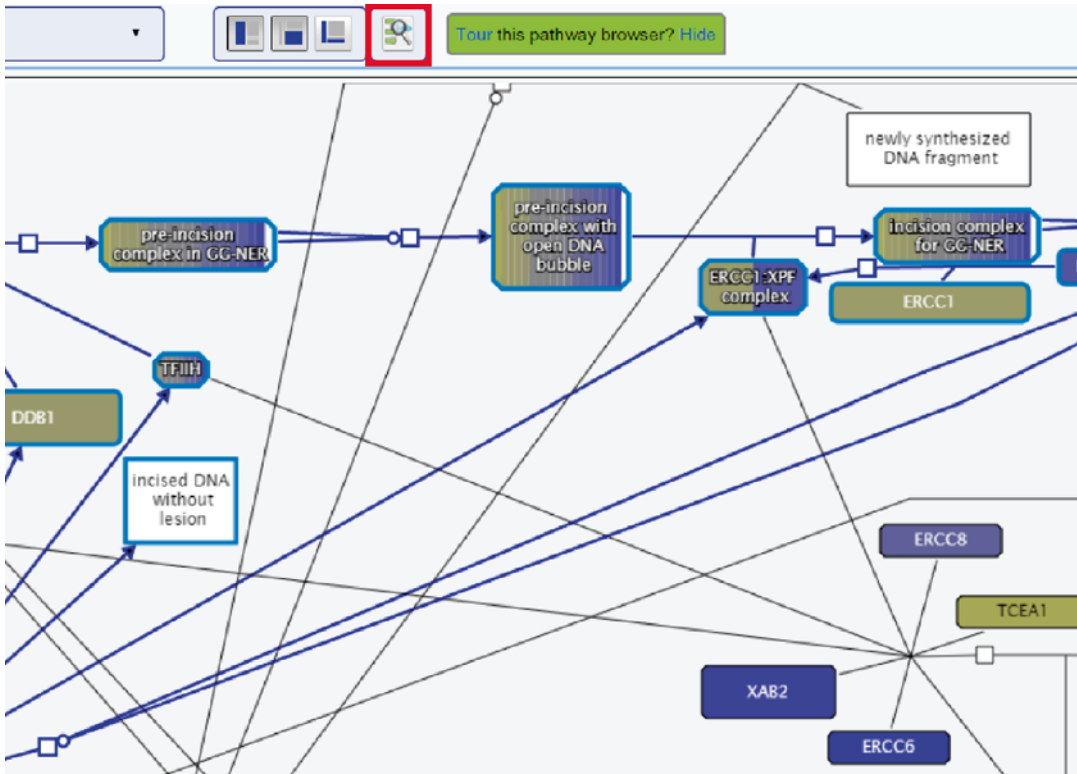 Tour this pathway browser? Hide
newly synthesized
DNA fragment
pre-incision
complex in GG-NER
pre-incision
complex with
open DNA
bubble
incision complex
for GG-NER
ERCC1:XPF
complex
ERCC1
TFIIH
DDB1
incised DNA
without
lesion
ERCC8
TCEA1
XAB2
ERCC6